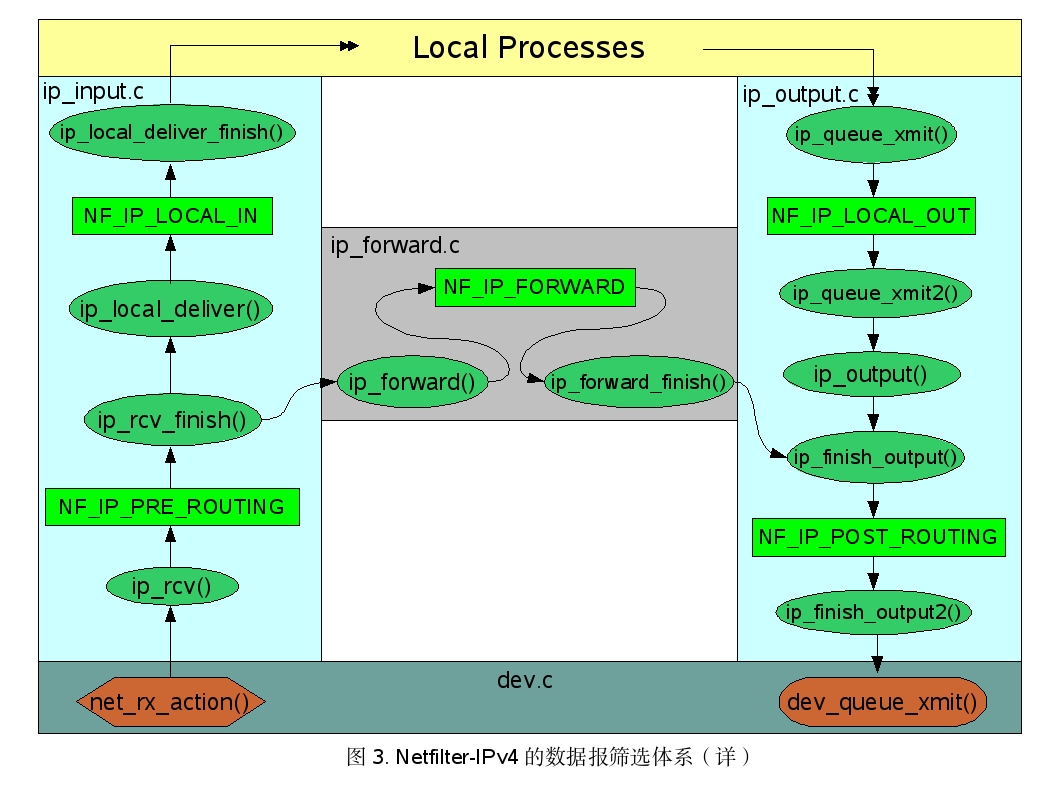 Local Processes
ip_input.c
ip_local_deliver_finish()
NF_IP_LOCAL_IN
ip_local_deliver()
ip_rcv_finish()
NF_IP_PRE_ROUTING
ip_rcv()
ip_forward.c
NF_IP_FORWARD
ip_forward()
ip_forward_finish()
ip_output.c
ip_queue_xmit()
NF_IP_LOCAL_OUT
ip_queue_xmit2()
ip_output()
ip_finish_output()
NF_IP_POST_ROUTING
ip_finish_output2()
dev.c
net_rx_action()
dev_queue_xmit()
图 3. Netfilter-IPv4 的数据报筛选体系（详）